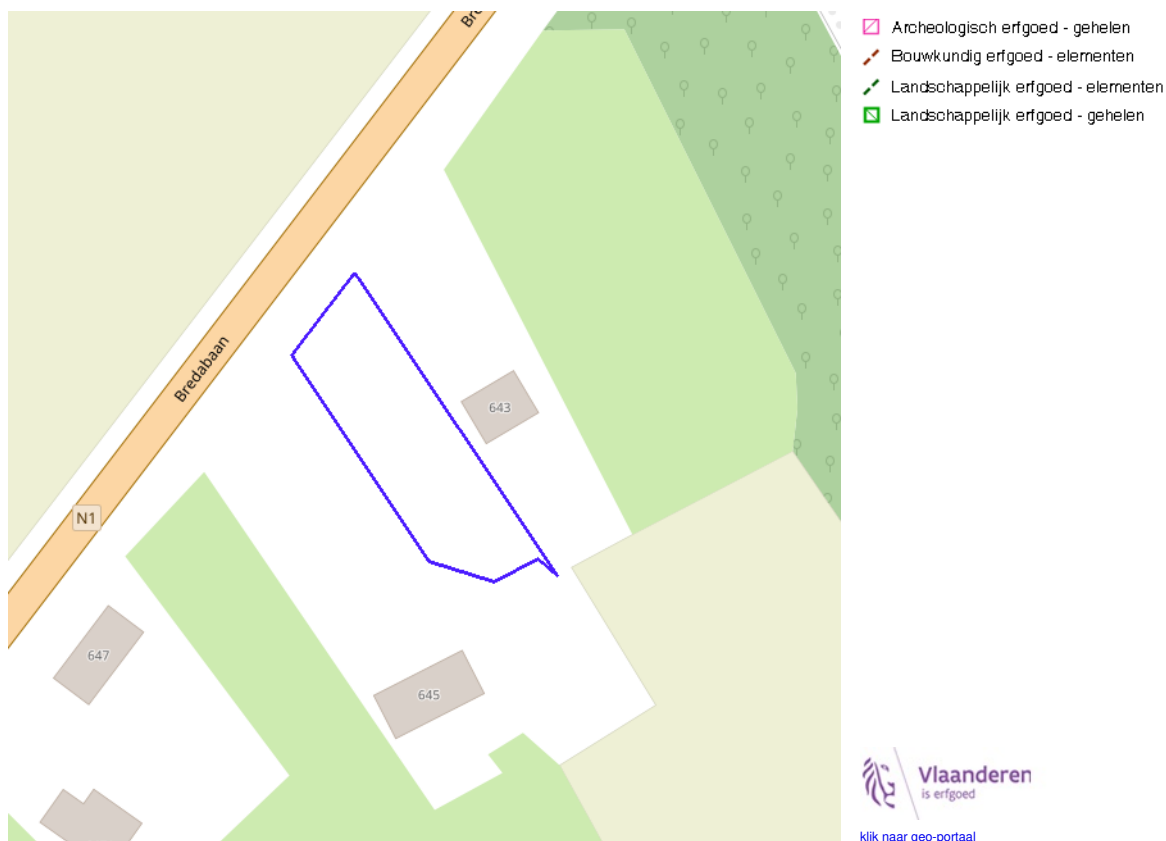 Bre
Archeologisch erfgoed - gehelen
Bouwkundig erfgoed - elementen
Landschappelijk erfgoed - elementen
Landschappelijk erfgoed - gehelen
Bredabaan
643
N1
647
645
Vlaanderen
is erfgoed
klik naar geo-portaal